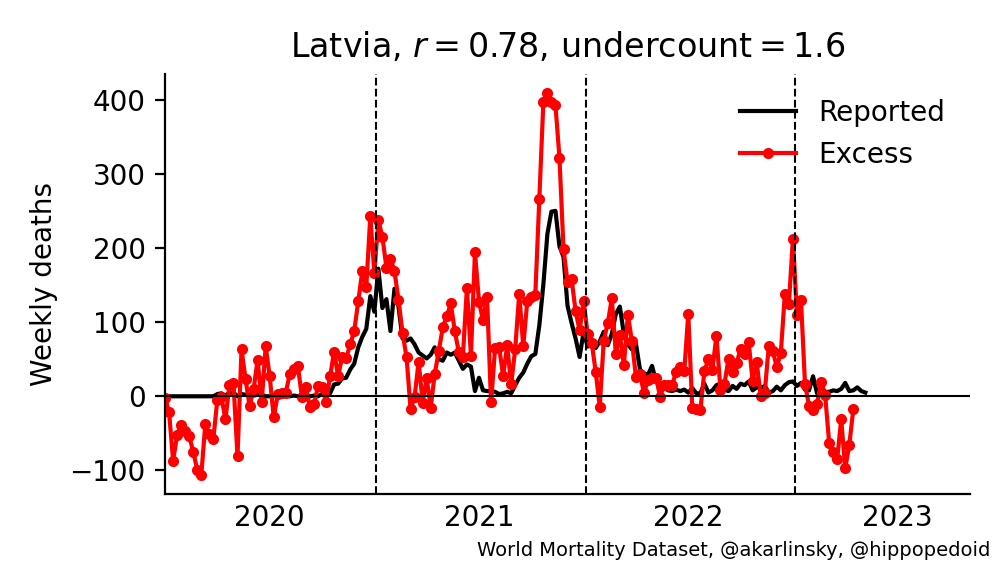 Latvia, r = 0.78, undercount = 1.6
Weekly deaths
400
300
200
100
0
−100
Reported
Excess
2020 2021 2022 2023
World Mortality Dataset, @akarlinsky, @hippopedoid